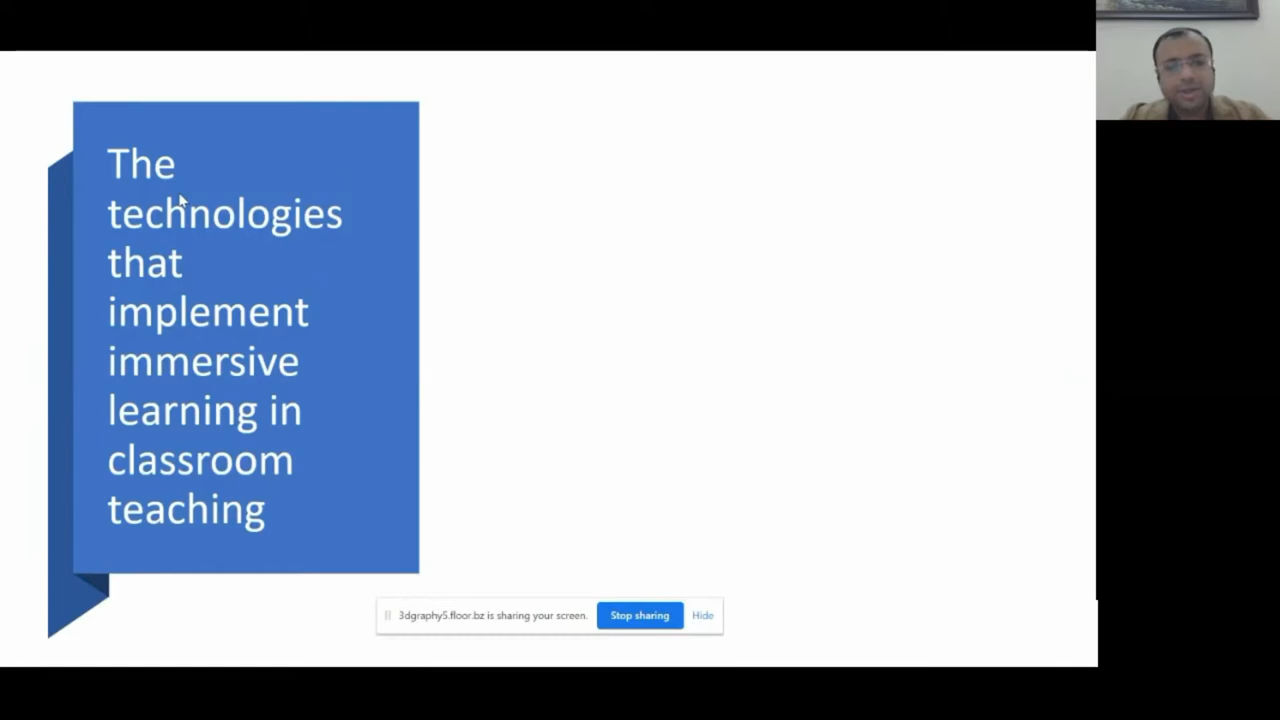 The
technologies
that
implement
immersive
learning in
classroom
teaching
3dgraphy5.floor.bz is sharing your screen. Stop sharing Hide